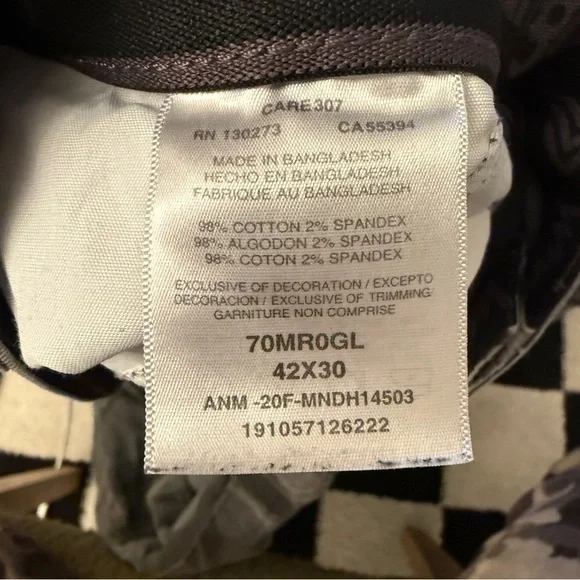 CARE307
RN 130273 CA55394
MADE IN BANGLADESH
HECHO EN BANGLADESH
FABRIQUE AU BANGLADESH
98% COTTON 2% SPANDEX
98% ALGODON 2% SPANDEX
98% COTON 2% SPANDEX
EXCLUSIVE OF DECORATION / EXCEPTO
DECORACION / EXCLUSIVE OF TRIMMING/
GARNITURE NON COMPRISE
70MR0GL
42X30
ANM -20F-MNDH14503
191057126222